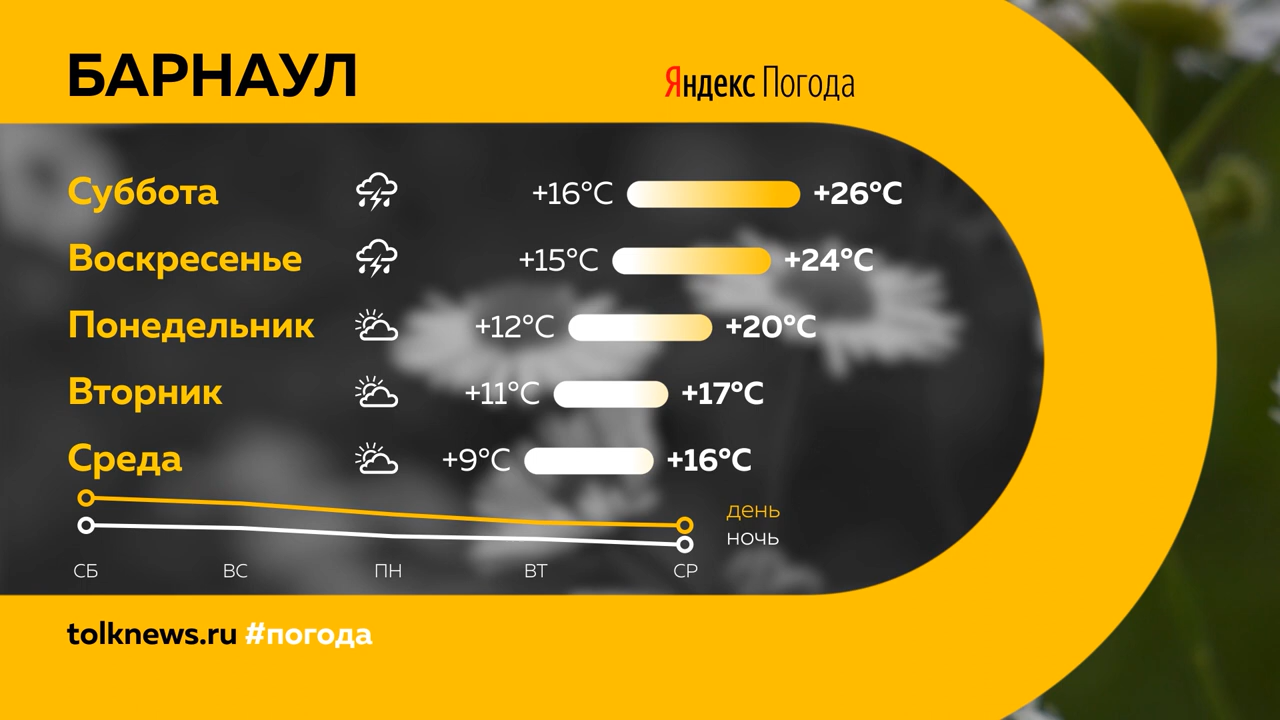 БАРНАУЛ
Яндекс Погода
Суббота +16°C +26°C
Воскресенье +15°C +24°C
Понедельник +12°C +20°C
Вторник +11°C +17°C
Среда +9°C +16°C
день
ночь
СБ ВС ПН ВТ СР
tolknews.ru #погода